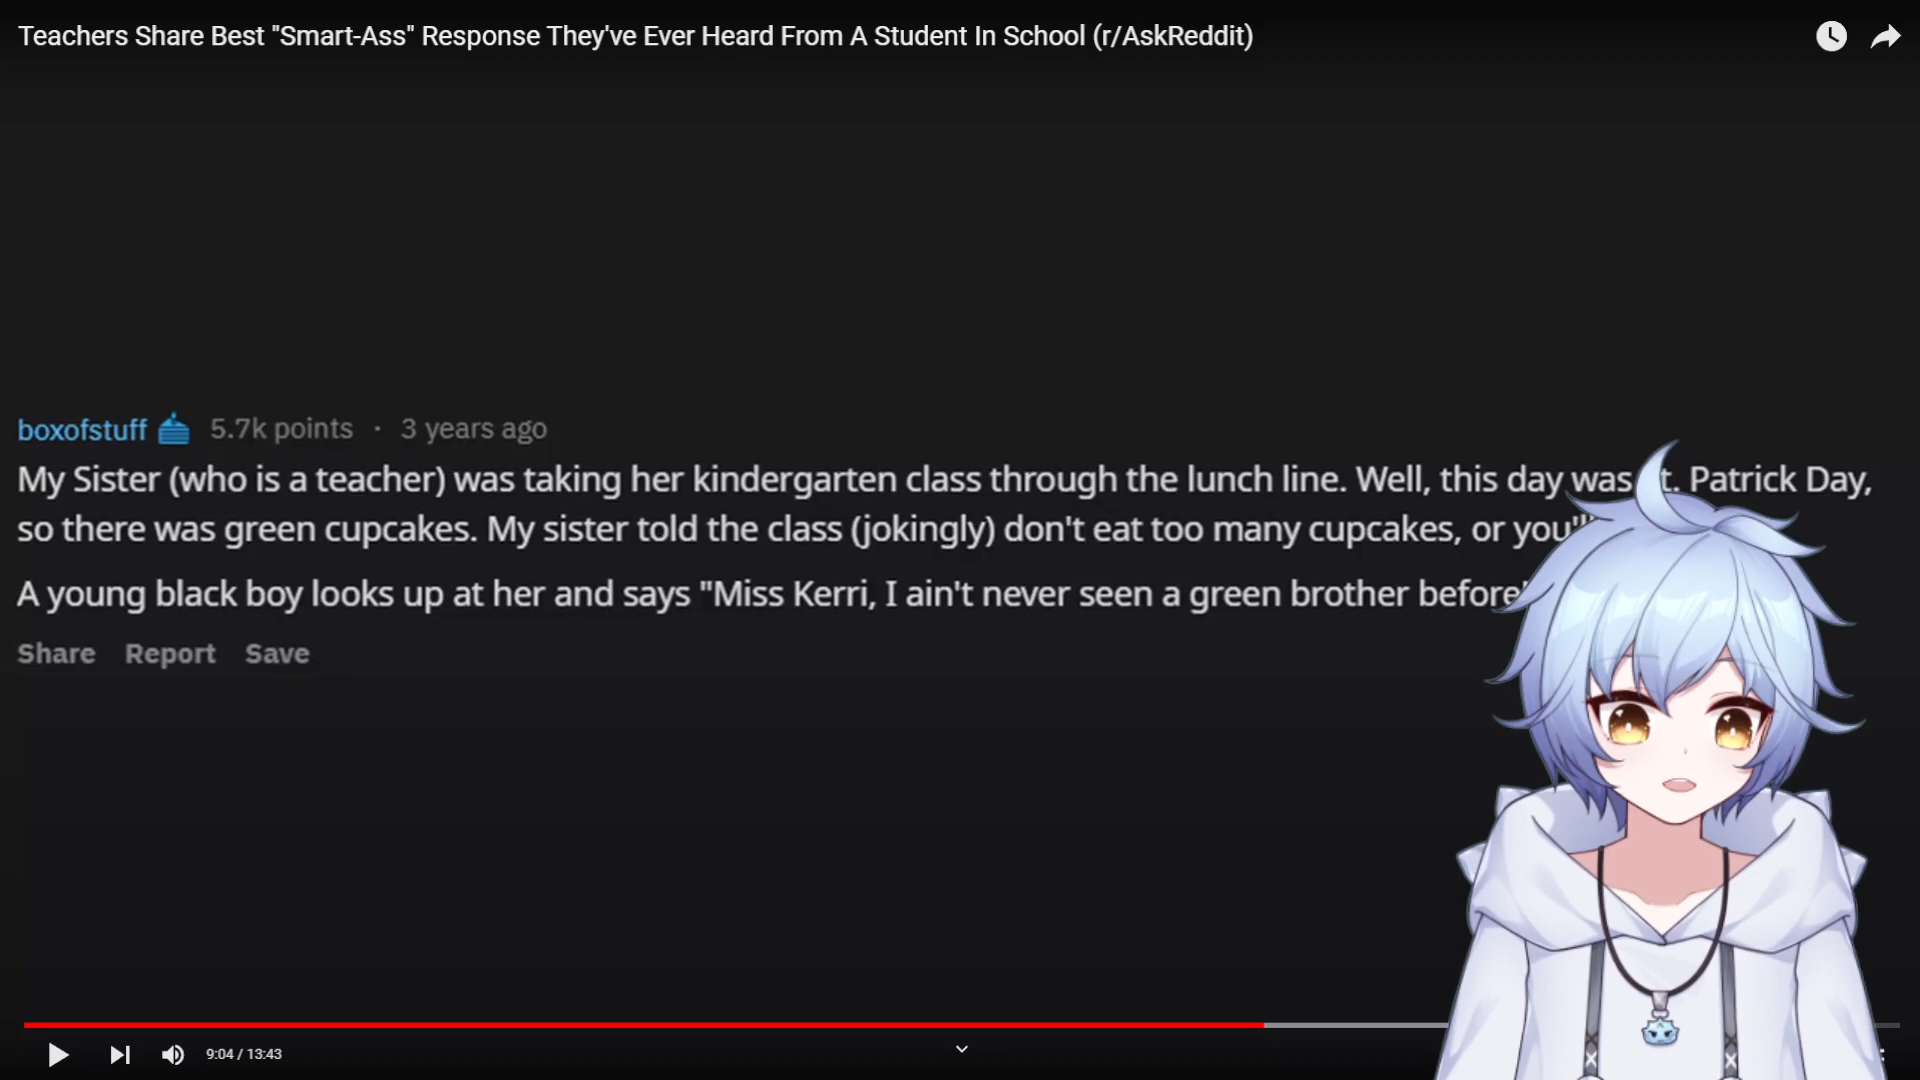 Teachers Share Best "Smart-Ass" Response They've Ever Heard From A Student In School (r/AskReddit)
boxofstuff 5.7k points · 3 years ago
My Sister (who is a teacher) was taking her kindergarten class through the lunch line. Well, this day was t. Patrick Day,
so there was green cupcakes. My sister told the class (jokingly) don't eat too many cupcakes, or you'll
A young black boy looks up at her and says "Miss Kerri, I ain't never seen a green brother before"
Share Report Save
9:04 / 13:43